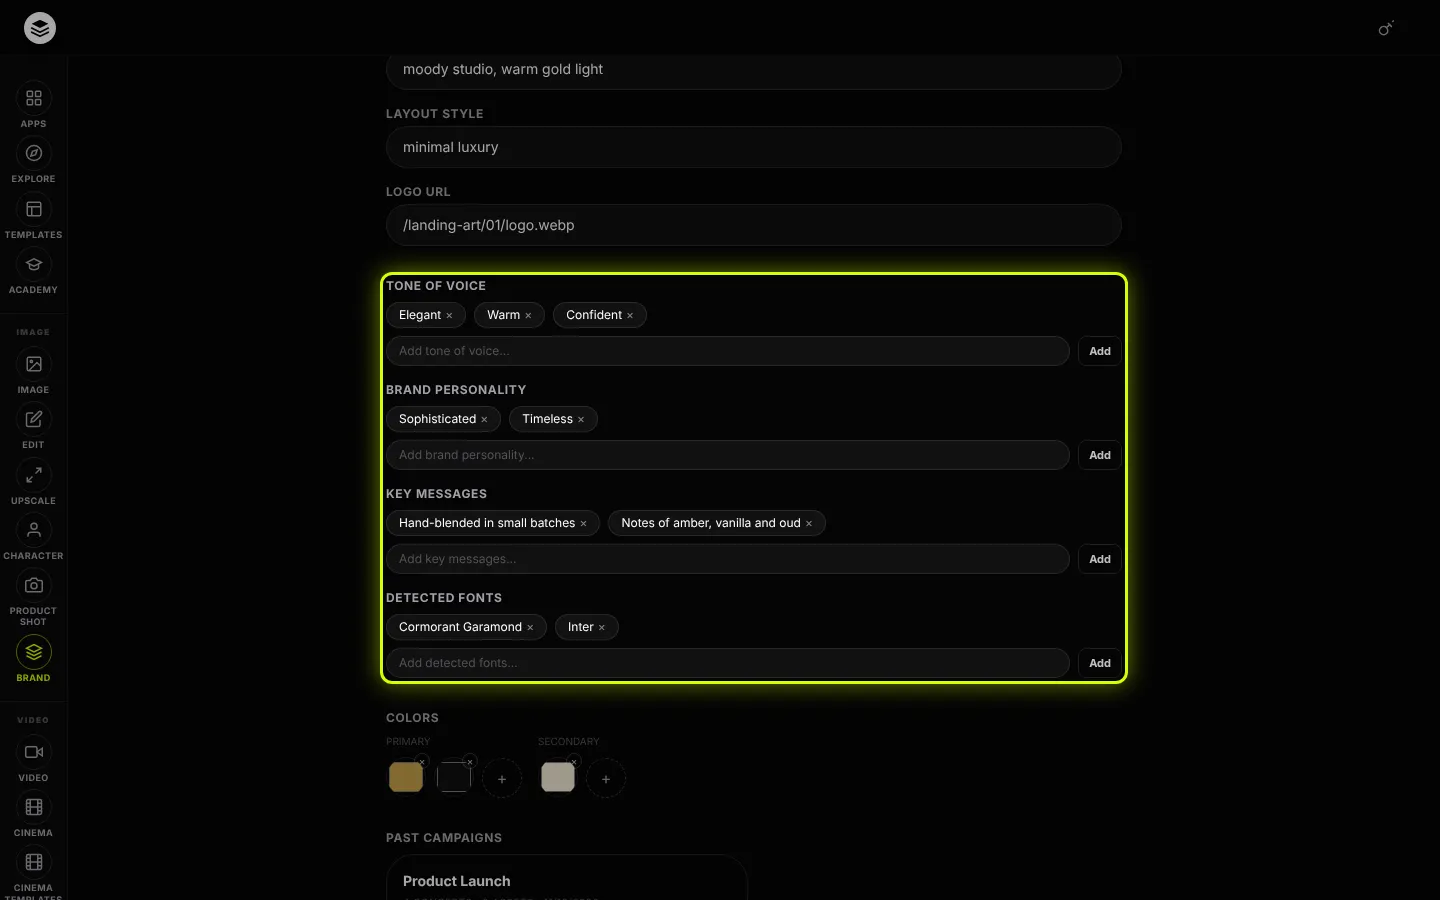 APPS
EXPLORE
TEMPLATES
ACADEMY
IMAGE
IMAGE
EDIT
UPSCALE
CHARACTER
PRODUCT
SHOT
BRAND
VIDEO
VIDEO
CINEMA
CINEMA
TEMPLATES
moody studio, warm gold light
LAYOUT STYLE
minimal luxury
LOGO URL
/landing-art/01/logo.webp
TONE OF VOICE
Elegant × Warm × Confident ×
Add tone of voice... Add
BRAND PERSONALITY
Sophisticated × Timeless ×
Add brand personality... Add
KEY MESSAGES
Hand-blended in small batches × Notes of amber, vanilla and oud ×
Add key messages... Add
DETECTED FONTS
Cormorant Garamond × Inter ×
Add detected fonts... Add
COLORS
PRIMARY SECONDARY
× × + × +
PAST CAMPAIGNS
Product Launch